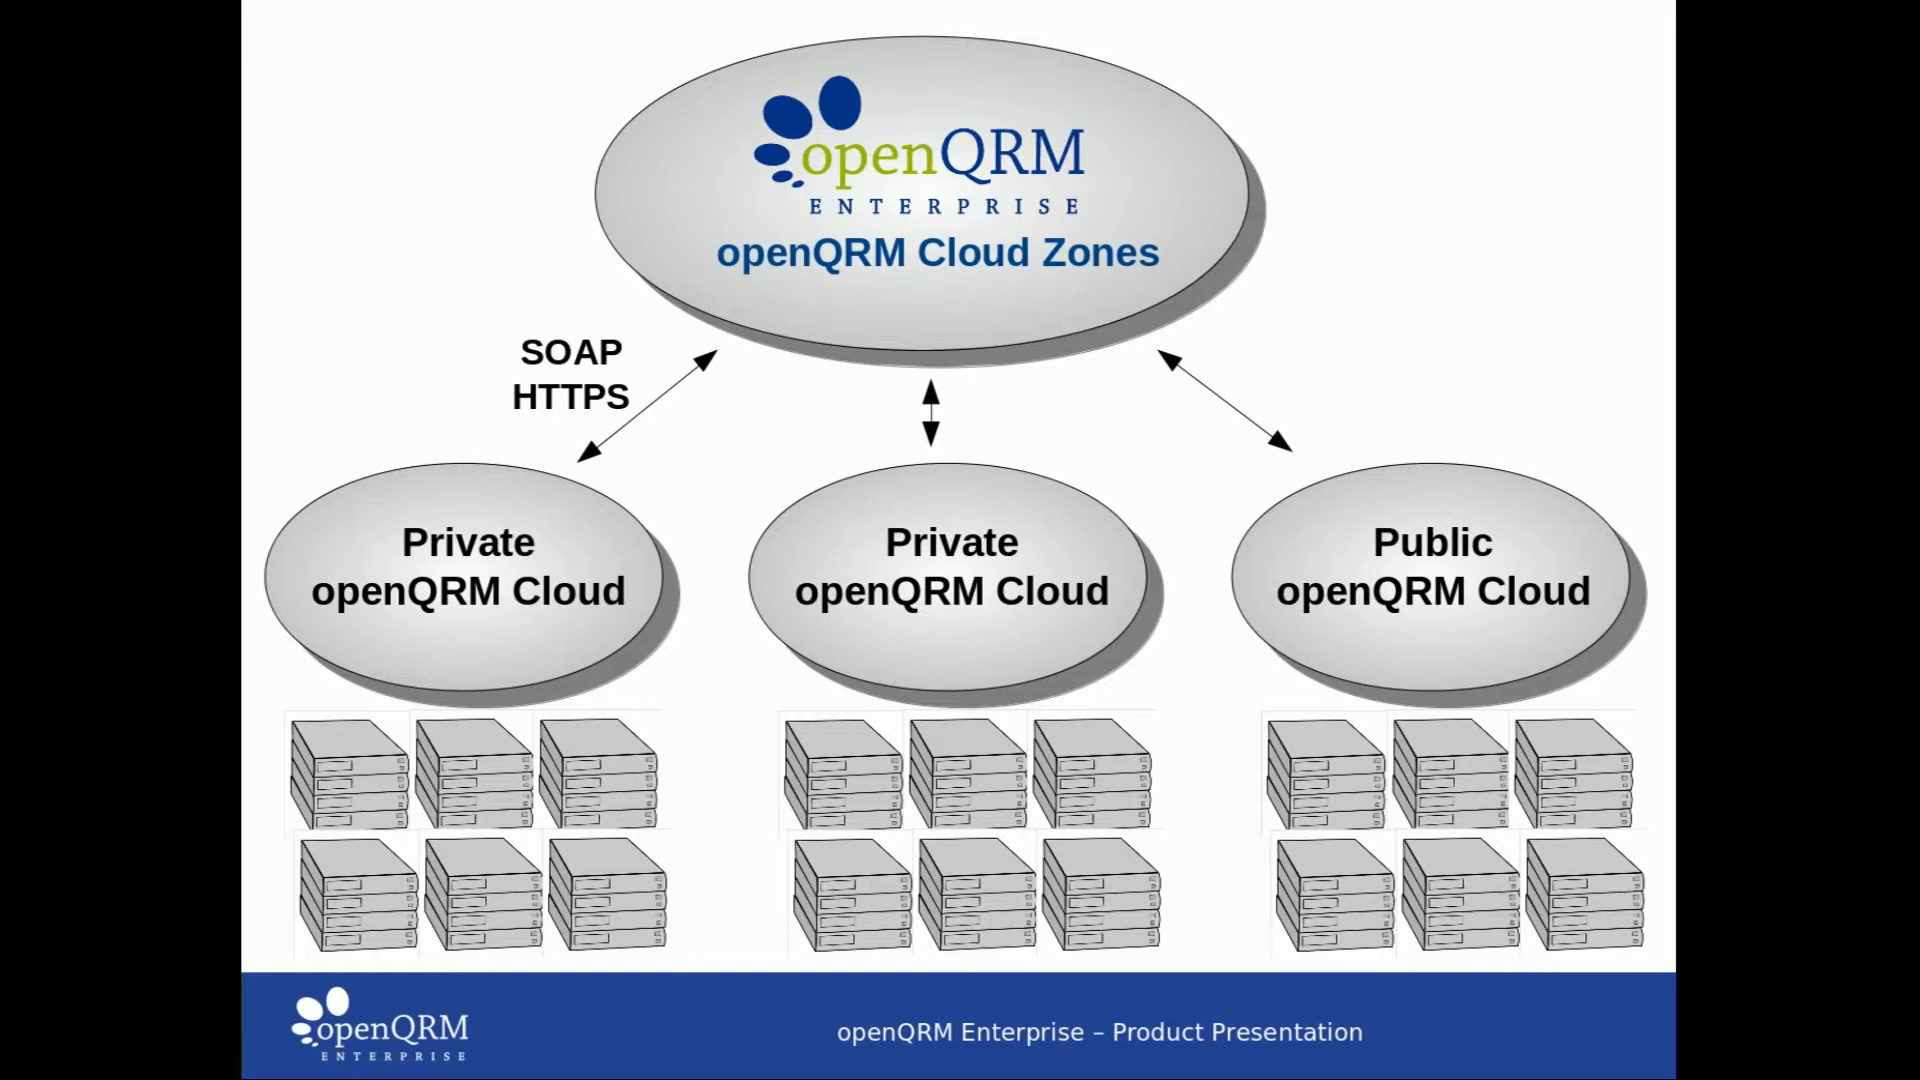 openQRM
ENTERPRISE
openQRM Cloud Zones
SOAP
HTTPS
Private
openQRM Cloud
Private
openQRM Cloud
Public
openQRM Cloud
openQRM
ENTERPRISE
openQRM Enterprise – Product Presentation